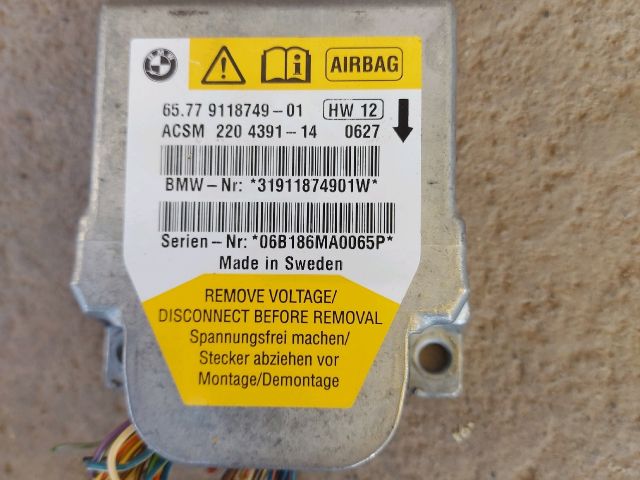 BMW
AIRBAG
65.77 9118749-01 HW 12
ACSM 220 4391-14 0627
BMW-Nr: *31911874901W*
Serien-Nr: *06B186MA0065P*
Made in Sweden
REMOVE VOLTAGE/
DISCONNECT BEFORE REMOVAL
Spannungsfrei machen/
Stecker abziehen vor
Montage/Demontage